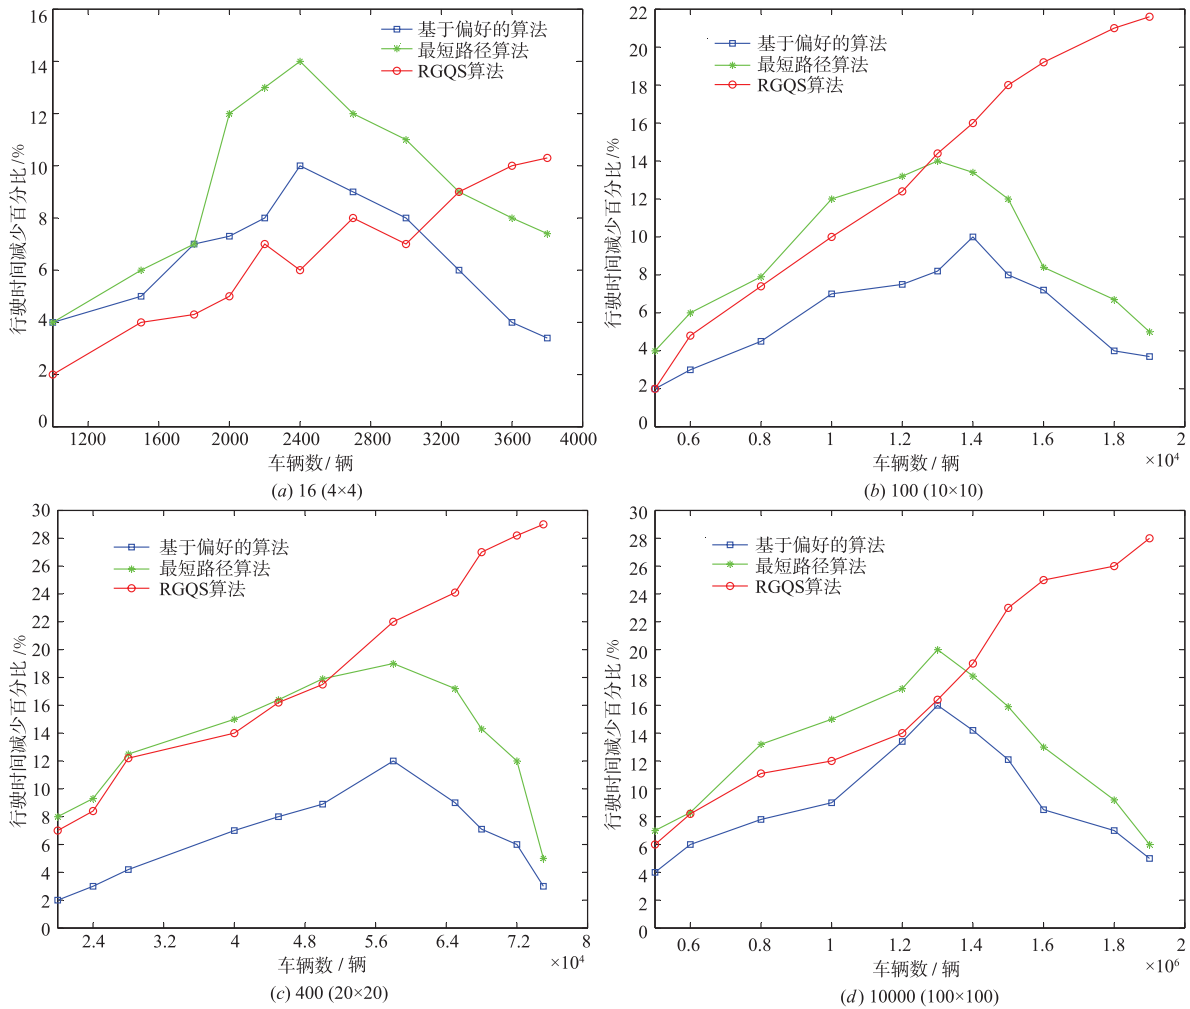 16
14
12
10
8
6
4
2
0
行驶时间减少百分比/%
基于偏好的算法
最短路径算法
RGQS算法
1200 1600 2000 2400 2800 3200 3600 4000
车辆数/ 辆
(a) 16 (4×4)
22
20
18
16
14
12
10
8
6
4
2
0
行驶时间减少百分比/%
基于偏好的算法
最短路径算法
RGQS算法
0.6 0.8 1 1.2 1.4 1.6 1.8 2
×10⁴
车辆数/ 辆
(b) 100 (10×10)
30
28
26
24
22
20
18
16
14
12
10
8
6
4
2
0
行驶时间减少百分比/%
基于偏好的算法
最短路径算法
RGQS算法
2.4 3.2 4 4.8 5.6 6.4 7.2 8
×10⁴
车辆数/ 辆
(c) 400 (20×20)
30
28
26
24
22
20
18
16
14
12
10
8
6
4
2
0
行驶时间减少百分比/%
基于偏好的算法
最短路径算法
RGQS算法
0.6 0.8 1 1.2 1.4 1.6 1.8 2
×10⁶
车辆数/ 辆
(d) 10000 (100×100)